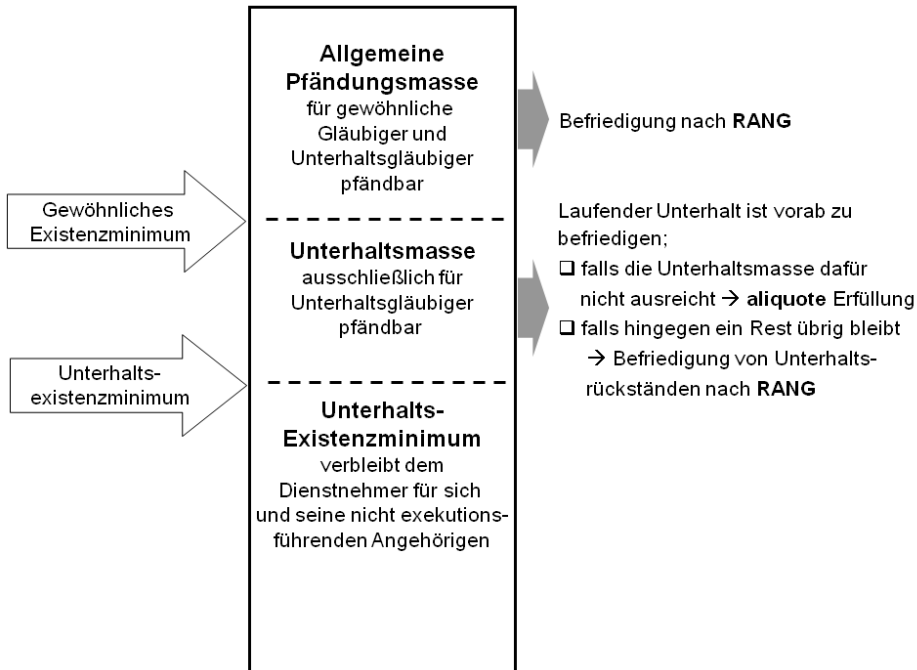 Allgemeine
Pfändungsmasse
für gewöhnliche
Gläubiger und
Unterhaltsgläubiger
pfändbar
Befriedigung nach RANG
Gewöhnliches
Existenzminimum
Unterhaltsmasse
ausschließlich für
Unterhaltsgläubiger
pfändbar
Laufender Unterhalt ist vorab zu
befriedigen;
❑ falls die Unterhaltsmasse dafür
nicht ausreicht → aliquote Erfüllung
❑ falls hingegen ein Rest übrig bleibt
→ Befriedigung von Unterhalts-
rückständen nach RANG
Unterhalts-
existenzminimum
Unterhalts-
Existenzminimum
verbleibt dem
Dienstnehmer für sich
und seine nicht exekutions-
führenden Angehörigen